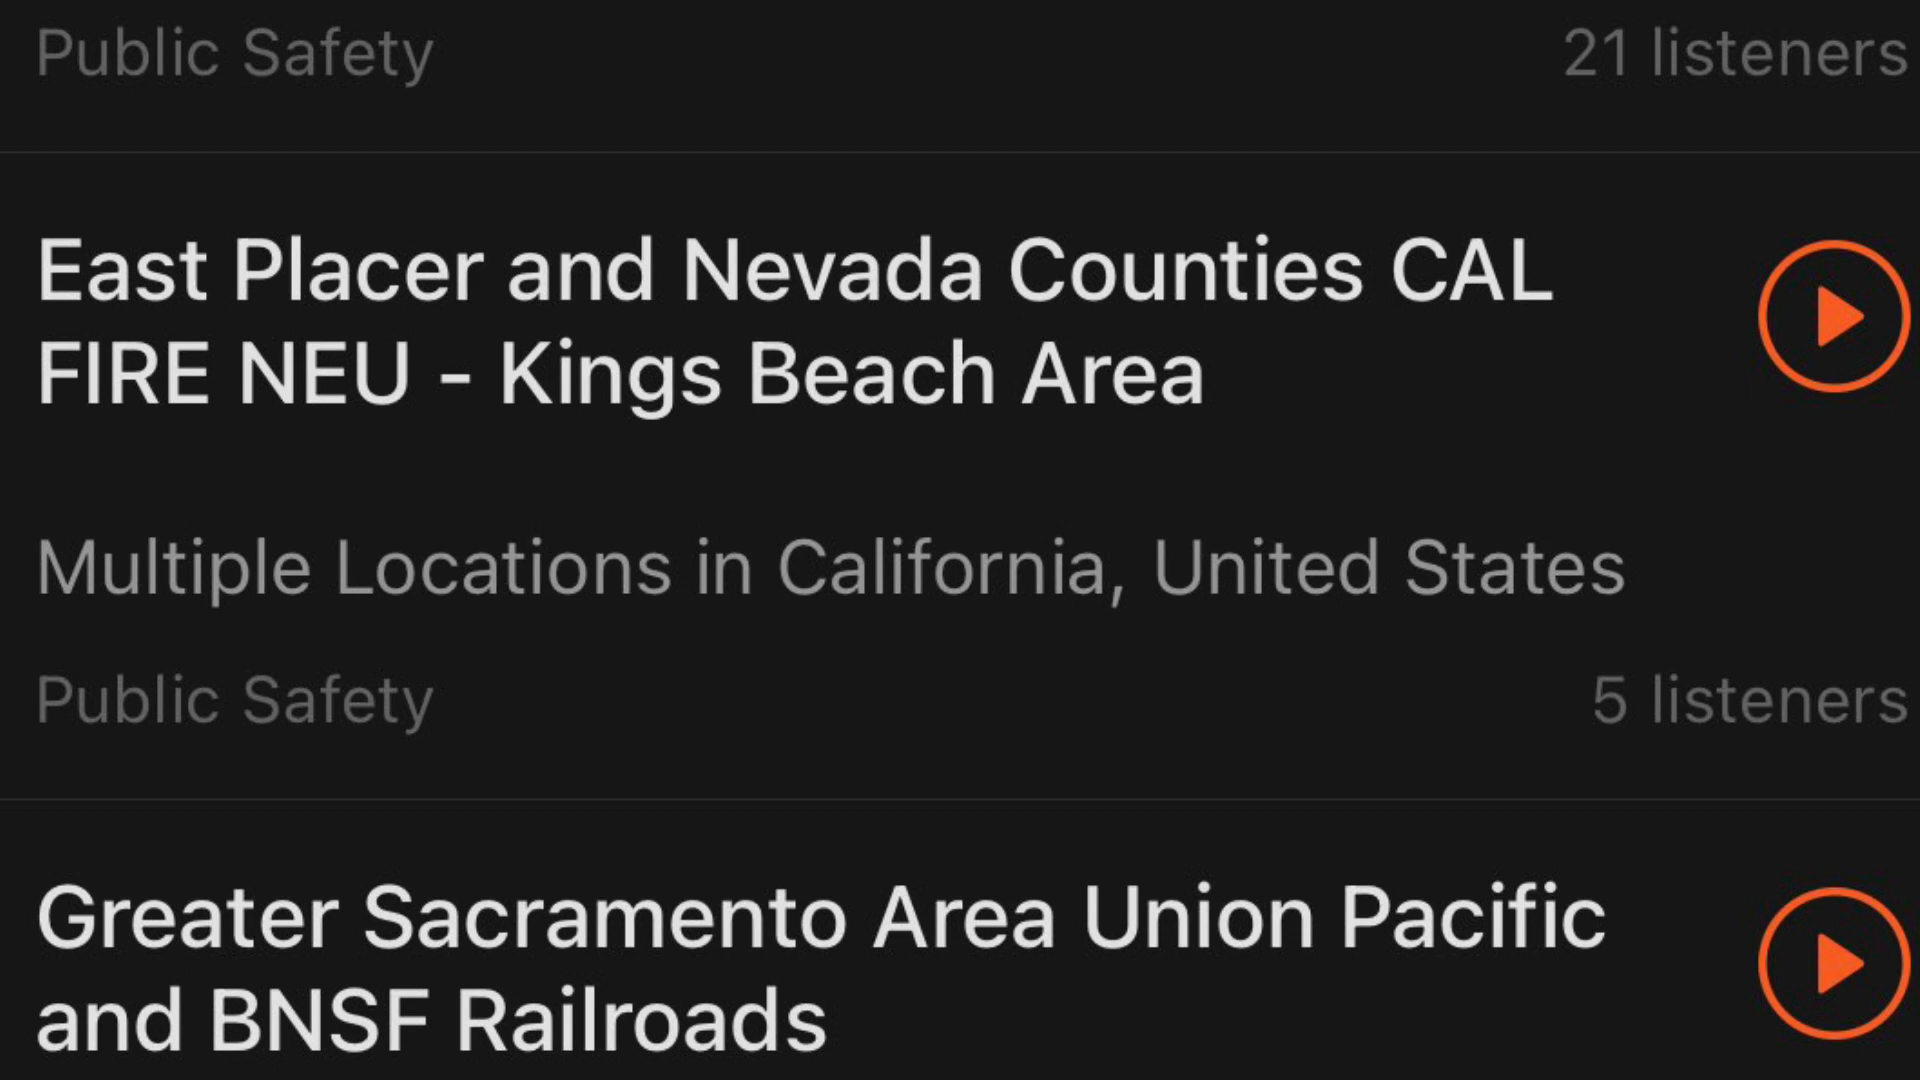 Public Safety 21 listeners
East Placer and Nevada Counties CAL
FIRE NEU - Kings Beach Area
Multiple Locations in California, United States
Public Safety 5 listeners
Greater Sacramento Area Union Pacific
and BNSF Railroads